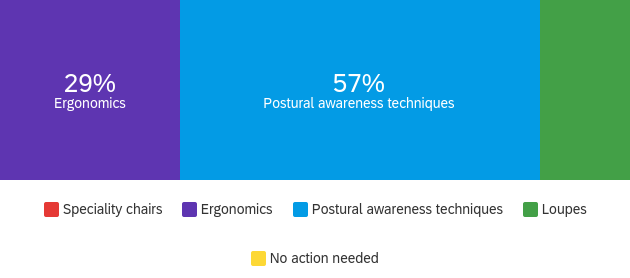 29%
Ergonomics
57%
Postural awareness techniques
Speciality chairs
Ergonomics
Postural awareness techniques
Loupes
No action needed